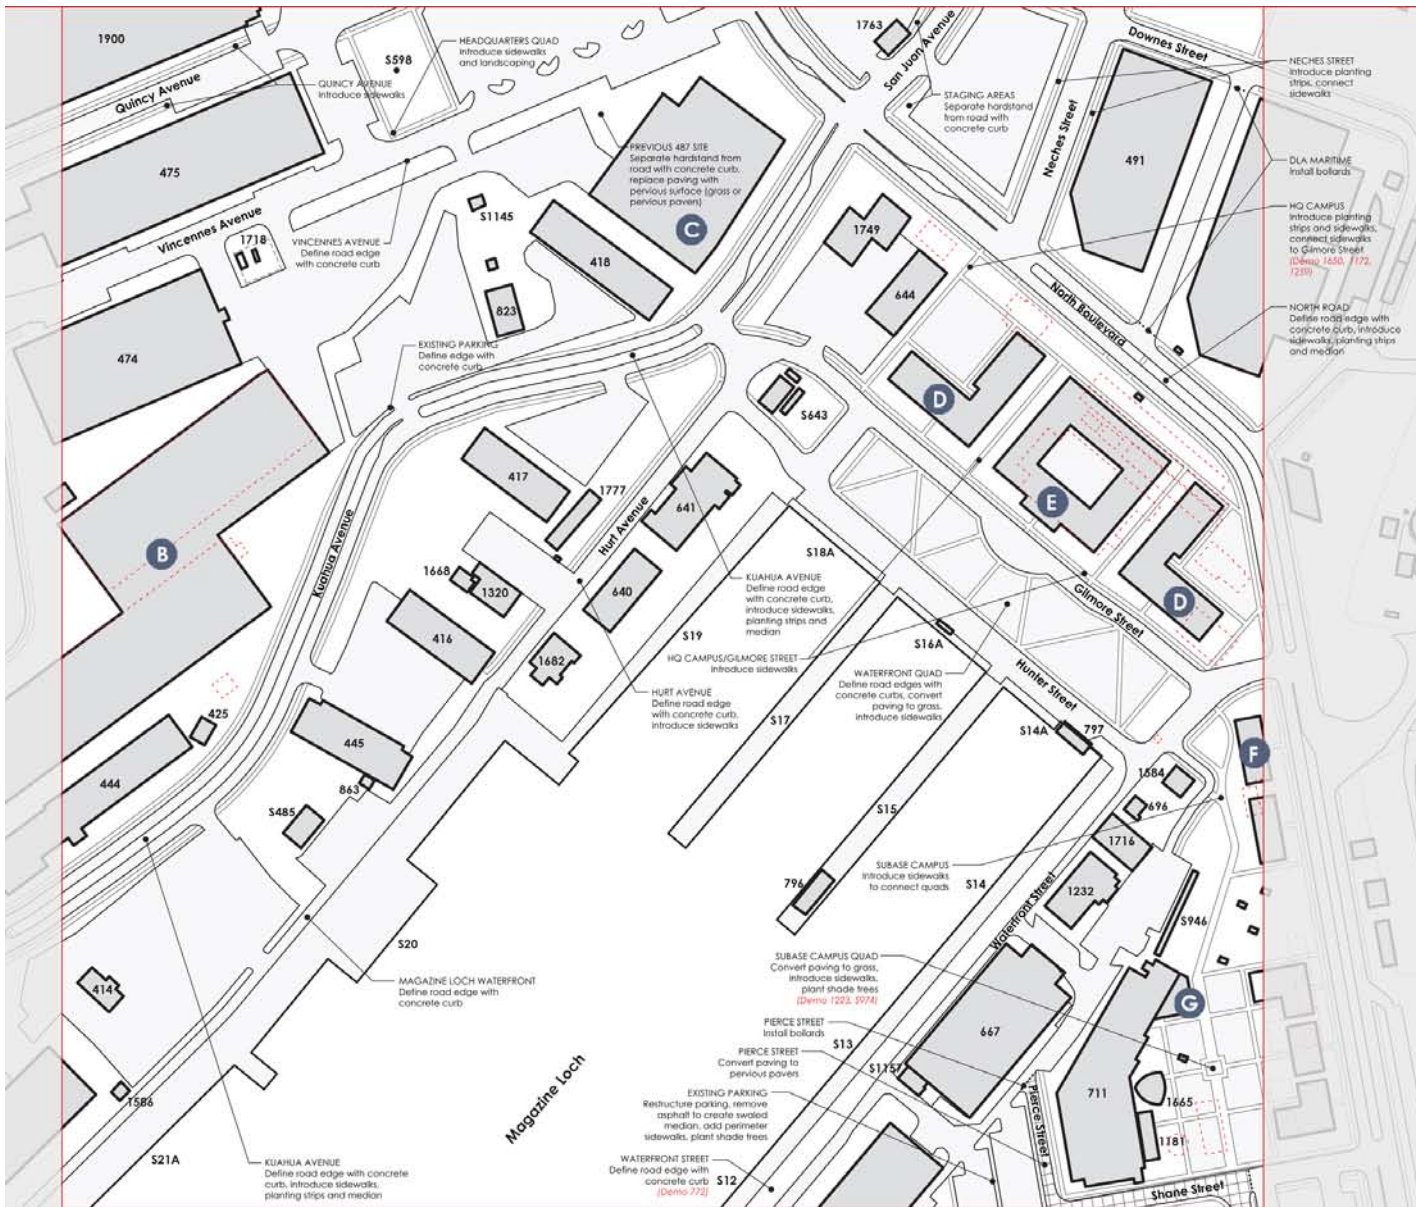 1900
S598
HEADQUARTERS QUAD
Introduce sidewalks
and landscaping
1763
San Juan Avenue
Downes Street
Quincy Avenue
QUINCY AVENUE
Introduce sidewalks
STAGING AREAS
Separate hardstand
from road with
concrete curb
NECHES STREET
Introduce planting
strips, connect
sidewalks
Neches Street
491
475
PREVIOUS 487 SITE
Separate hardstand from
road with concrete curb,
replace paving with
pervious surface (grass or
pervious pavers)
DLA MARITIME
Install bollards
S1145
C
Vincennes Avenue
1718
VINCENNES AVENUE
Define road edge
with concrete curb
418
1749
HQ CAMPUS
Introduce planting
strips and sidewalks,
connect sidewalks
to Gilmore Street
(Demo 1650, 1172,
1259)
644
North Boulevard
823
474
EXISTING PARKING
Define edge with
concrete curb
NORTH ROAD
Define road edge with
concrete curb, introduce
sidewalks, planting strips
and median
S643
D
417
1777
641
Hurt Avenue
E
B
Kuahua Avenue
S18A
1668
1320
640
KUAHUA AVENUE
Define road edge
with concrete curb,
introduce sidewalks,
planting strips and
median
D
Gilmore Street
416
S19
S16A
1682
HQ CAMPUS/GILMORE STREET
Introduce sidewalks
WATERFRONT QUAD
Define road edges with
concrete curbs, convert
paving to grass,
introduce sidewalks
Hunter Street
HURT AVENUE
Define road edge
with concrete curb,
introduce sidewalks
425
S17
S14A
797
445
F
444
863
1584
S485
S15
696
1716
SUBASE CAMPUS
Introduce sidewalks
to connect quads
796
S14
1232
Waterfront Street
S946
S20
SUBASE CAMPUS QUAD
Convert paving to grass,
introduce sidewalks,
plant shade trees
(Demo 1223, S974)
MAGAZINE LOCH WATERFRONT
Define road edge with
concrete curb
414
G
PIERCE STREET
Install bollards
667
S13
PIERCE STREET
Convert paving to
pervious pavers
S1157
Magazine Loch
EXISTING PARKING
Restructure parking, remove
asphalt to create swaled
median, add perimeter
sidewalks, plant shade trees
711
1586
1665
Pierce Street
1181
S21A
KUAHUA AVENUE
Define road edge with concrete
curb, introduce sidewalks,
planting strips and median
WATERFRONT STREET
Define road edge with
concrete curb
(Demo 772)
S12
Shane Street